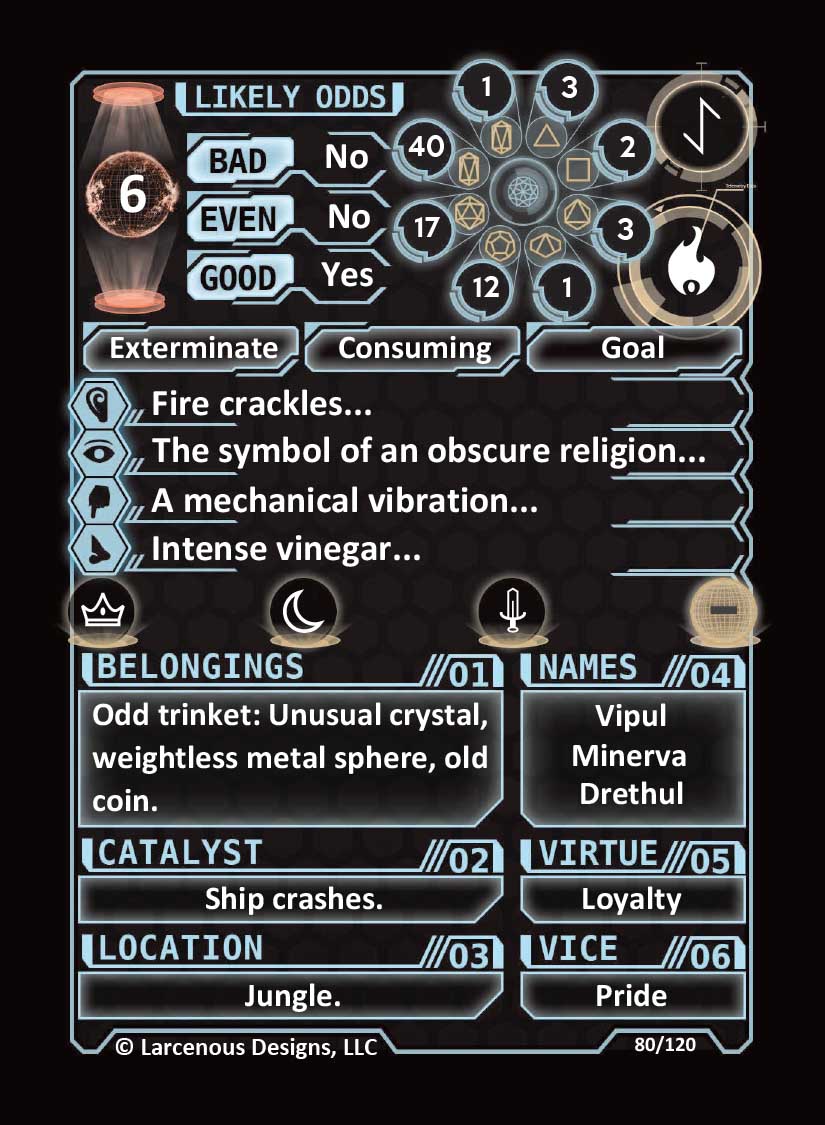 LIKELY ODDS
6
BAD No
EVEN No
GOOD Yes
1
3
40
2
17
3
12
1
Exterminate Consuming Goal
Fire crackles...
The symbol of an obscure religion...
A mechanical vibration...
Intense vinegar...
BELONGINGS ///01
Odd trinket: Unusual crystal,
weightless metal sphere, old
coin.
NAMES ///04
Vipul
Minerva
Drethul
CATALYST ///02
Ship crashes.
VIRTUE ///05
Loyalty
LOCATION ///03
Jungle.
VICE ///06
Pride
© Larcenous Designs, LLC
80/120